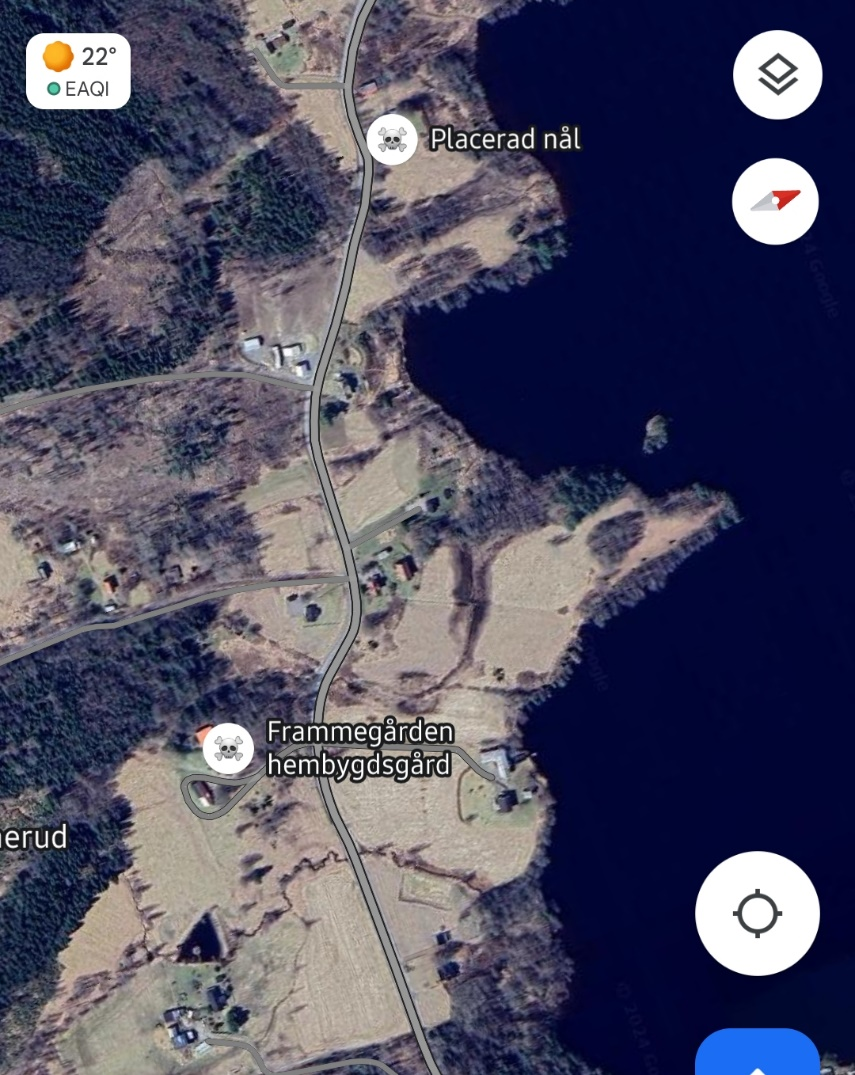 22°
EAQI
Placerad nål
Frammegården
hembygdsgård
erud